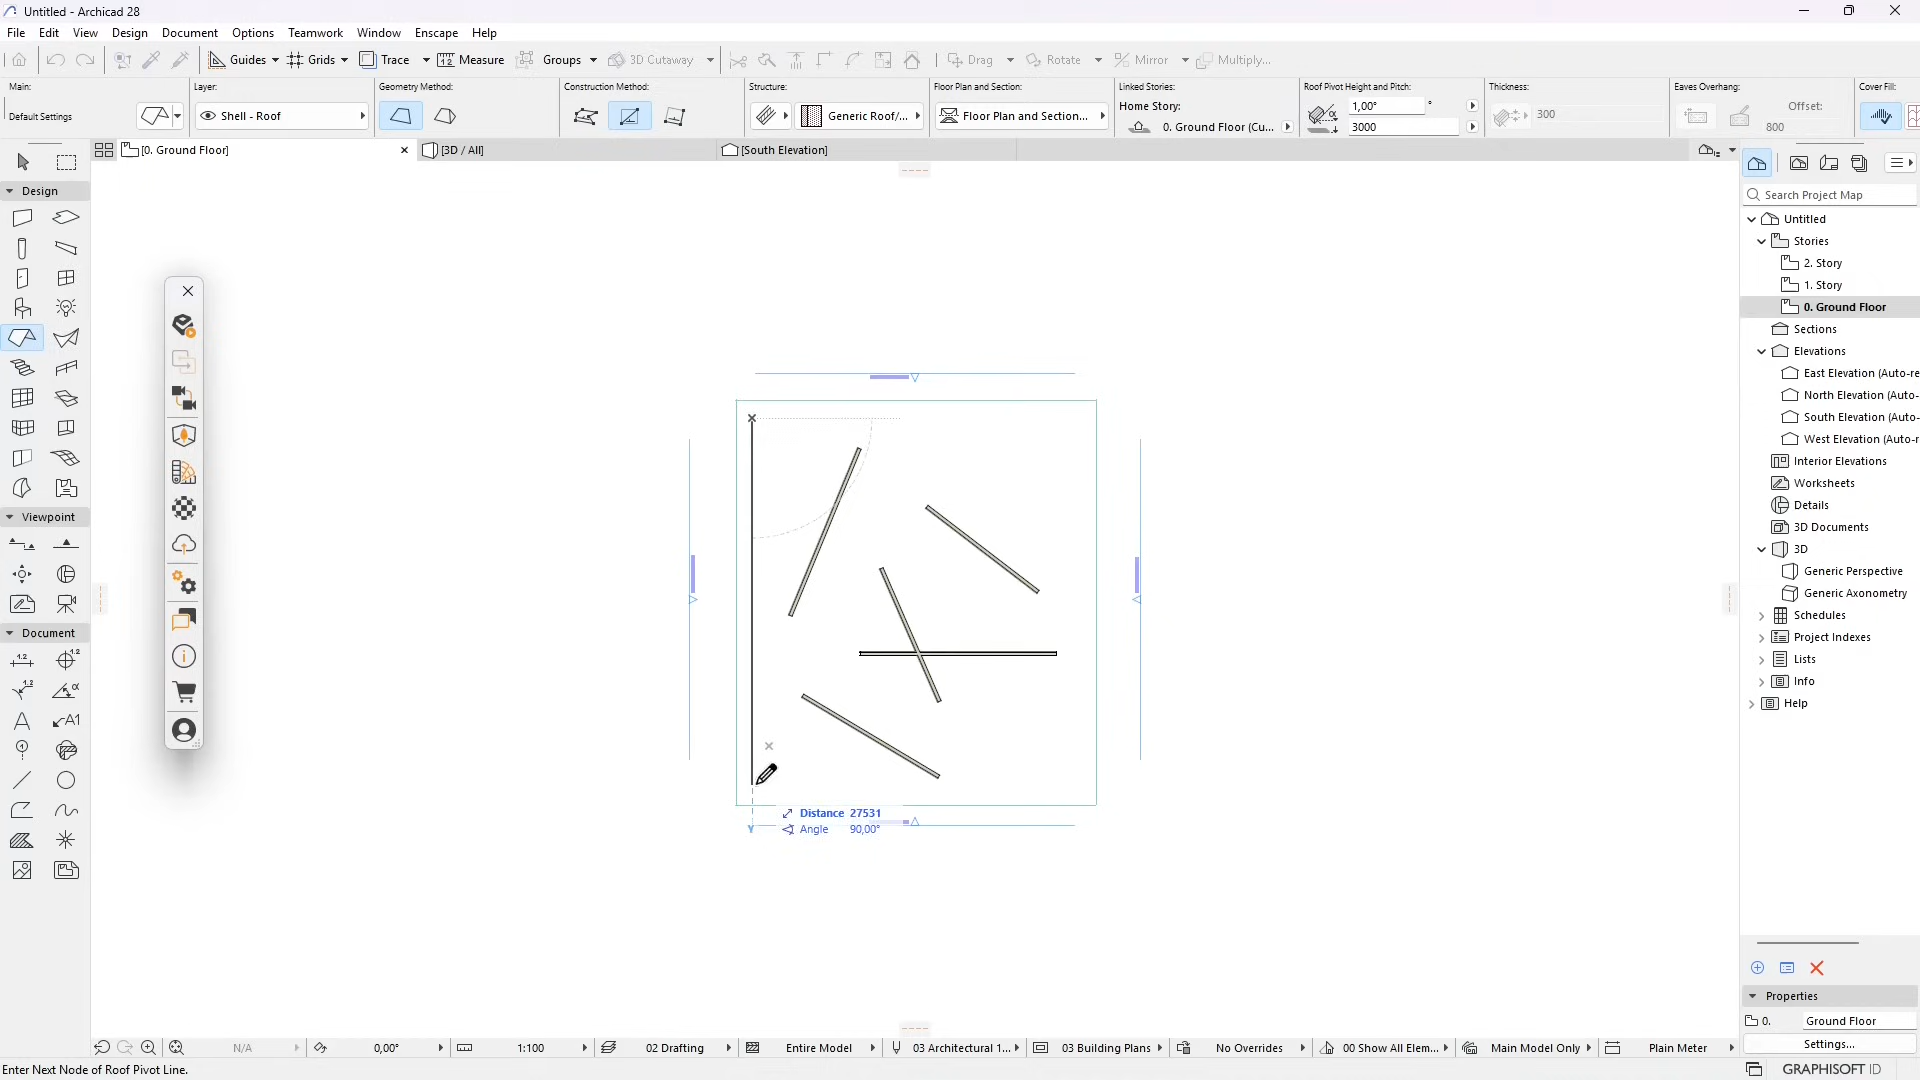 Untitled - Archicad 28
File Edit View Design Document Options Teamwork Window Enscape Help
Guides Grids Trace Measure Groups 3D Cutaway Drag Rotate Mirror Multiply...
Main: Layer: Geometry Method: Construction Method: Structure: Floor Plan and Section: Linked Stories: Roof Pivot Height and Pitch: Thickness: Eaves Overhang: Cover Fill:
Default Settings Shell - Roof Generic Roof/... Floor Plan and Section... Home Story: 1,00° ° 300 Offset:
0. Ground Floor (Cu... 3000 800
[0. Ground Floor] [3D / All] [South Elevation]
Design
Viewpoint
Document
1.2 1.2
1.2 α
A A1
1
Distance 27531
Angle 90,00°
Y
Search Project Map
Untitled
Stories
2. Story
1. Story
0. Ground Floor
Sections
Elevations
East Elevation (Auto-re
North Elevation (Auto-
South Elevation (Auto-
West Elevation (Auto-r
Interior Elevations
Worksheets
Details
3D Documents
3D
Generic Perspective
Generic Axonometry
Schedules
Project Indexes
Lists
Info
Help
Properties
0. Ground Floor
Settings...
N/A 0,00° 1:100 02 Drafting Entire Model 03 Architectural 1... 03 Building Plans No Overrides 00 Show All Elem... Main Model Only Plain Meter
Enter Next Node of Roof Pivot Line.
GRAPHISOFT ID